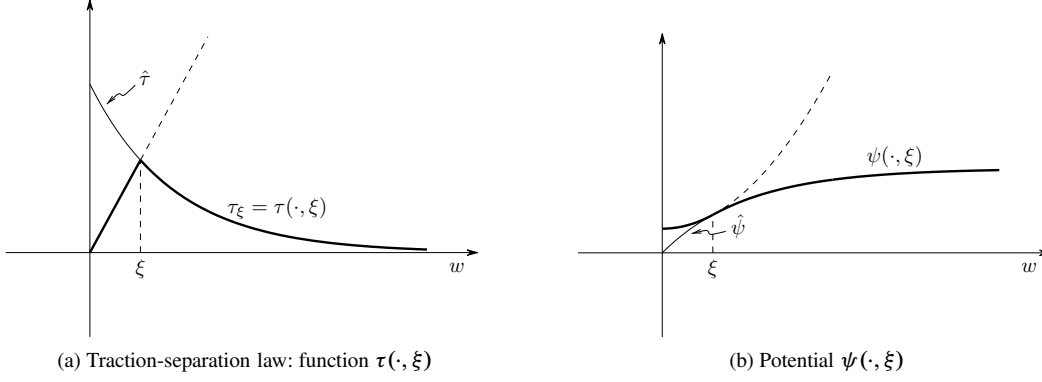 τ̂
τ_ξ = τ(·, ξ)
ξ
w
(a) Traction-separation law: function τ(·, ξ)
ψ(·, ξ)
ψ̂
ξ
w
(b) Potential ψ(·, ξ)